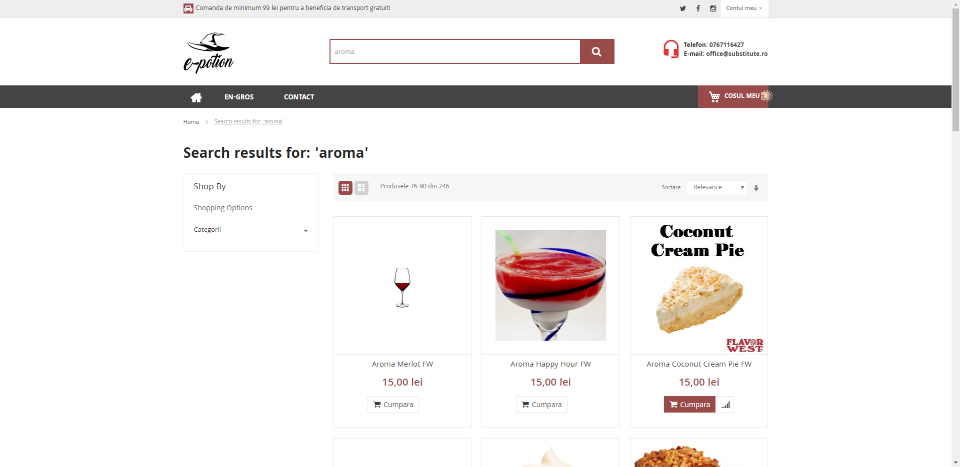 Comanda de minimum 99 lei pentru a beneficia de transport gratuit!
Contul meu
e-potion
aroma
Telefon: 0767116427
E-mail: office@substitute.ro
EN-GROS
CONTACT
COSUL MEU
Home > Search results for: 'aroma'
Search results for: 'aroma'
Shop By
Shopping Options
Categorii
Produsele 76-90 din 246
Sortare
Relevance
Coconut
Cream Pie
FLAVOR
WEST
Aroma Merlot FW
Aroma Happy Hour FW
Aroma Coconut Cream Pie FW
15,00 lei
15,00 lei
15,00 lei
Cumpara
Cumpara
Cumpara